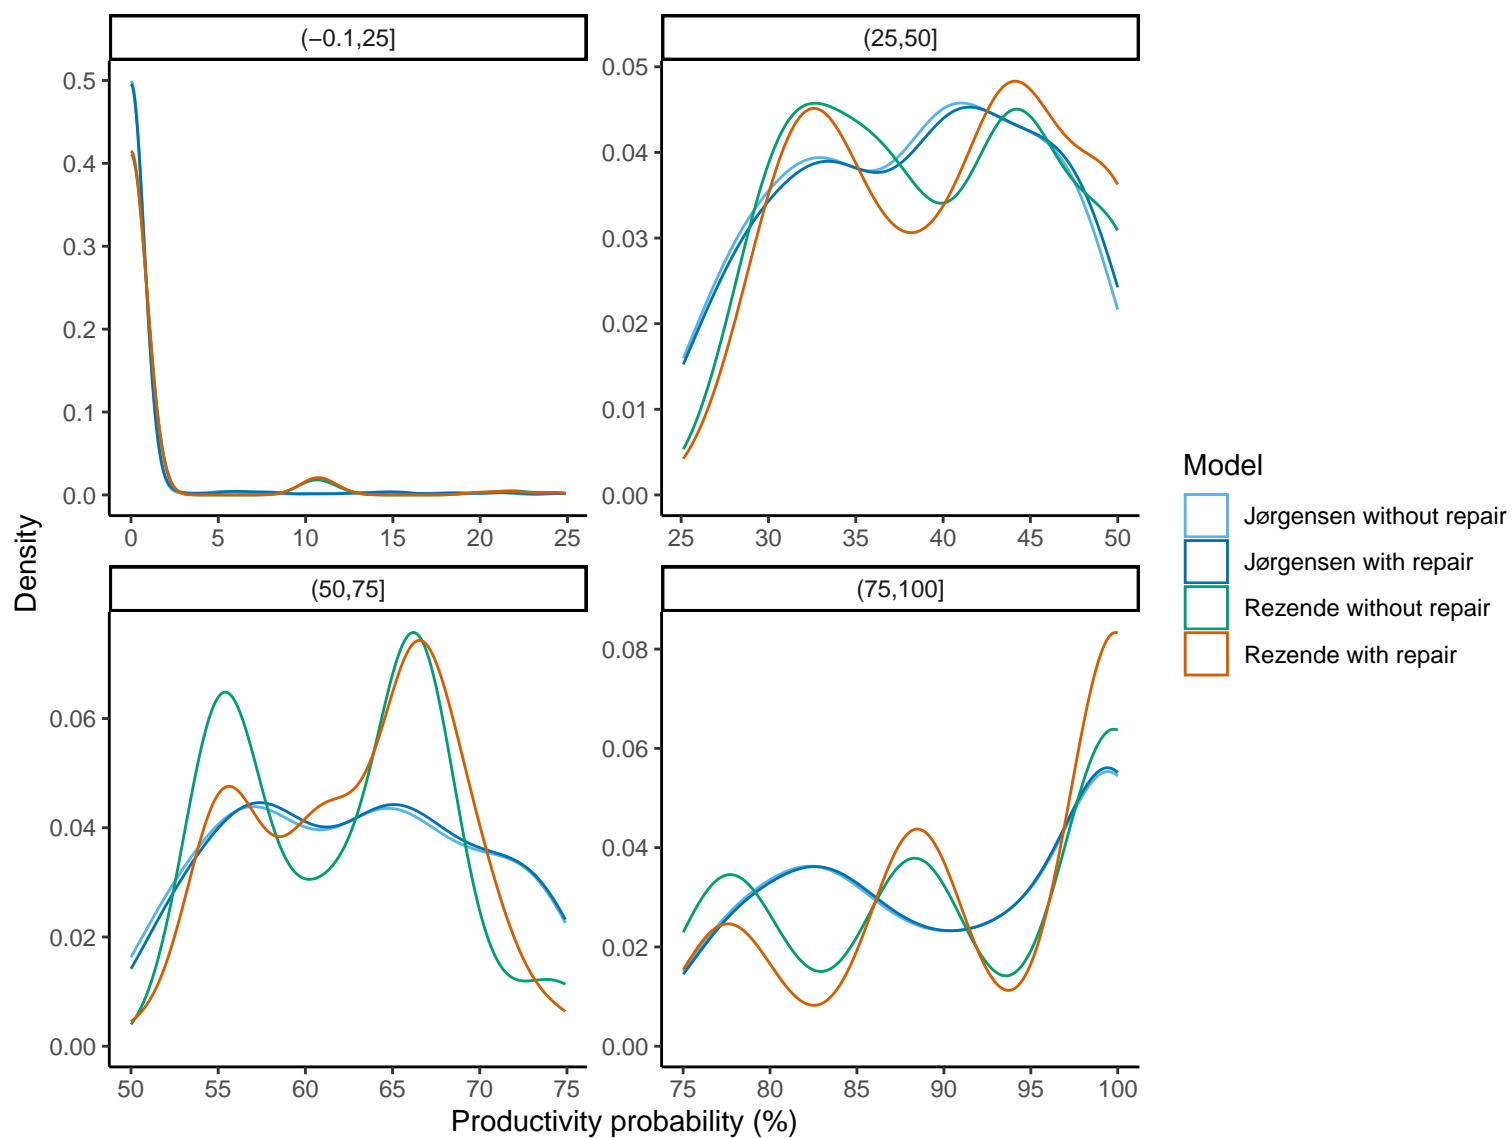 (−0.1,25]
(25,50]
0.5
0.4
0.3
0.2
0.1
0.0
0 5 10 15 20 25
0.05
0.04
0.03
0.02
0.01
0.00
25 30 35 40 45 50
(50,75]
(75,100]
0.06
0.04
0.02
0.00
50 55 60 65 70 75
0.08
0.06
0.04
0.02
0.00
75 80 85 90 95 100
Density
Productivity probability (%)
Model
Jørgensen without repair
Jørgensen with repair
Rezende without repair
Rezende with repair